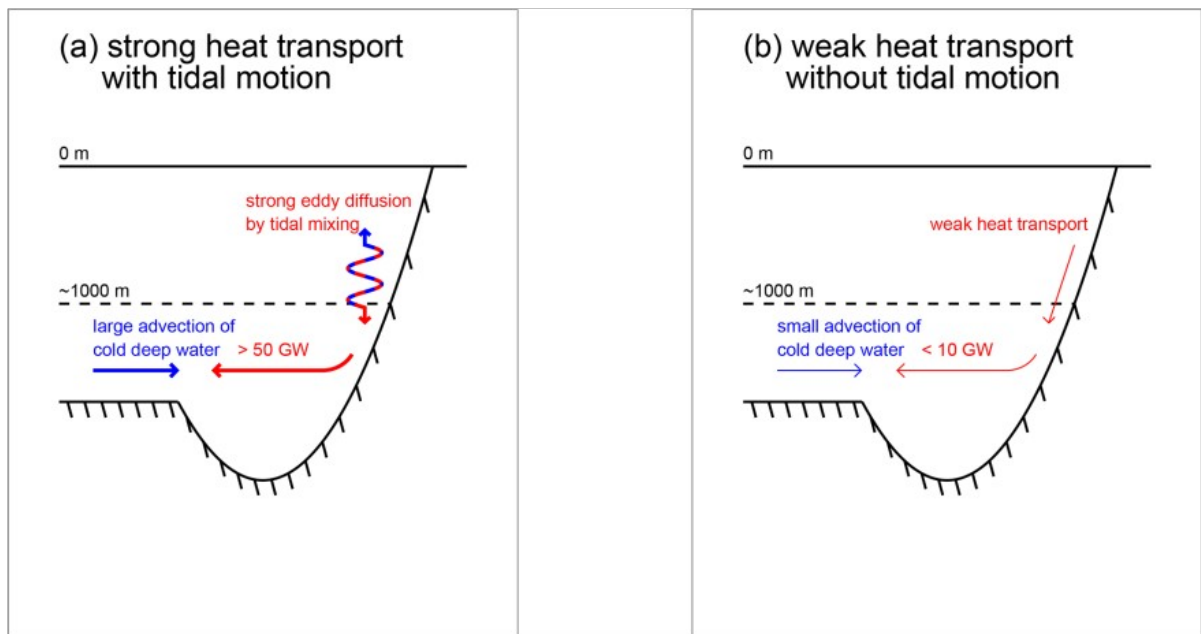 (a) strong heat transport
with tidal motion
0 m
strong eddy diffusion
by tidal mixing
~1000 m
large advection of
cold deep water > 50 GW
(b) weak heat transport
without tidal motion
0 m
weak heat transport
~1000 m
small advection of
cold deep water < 10 GW